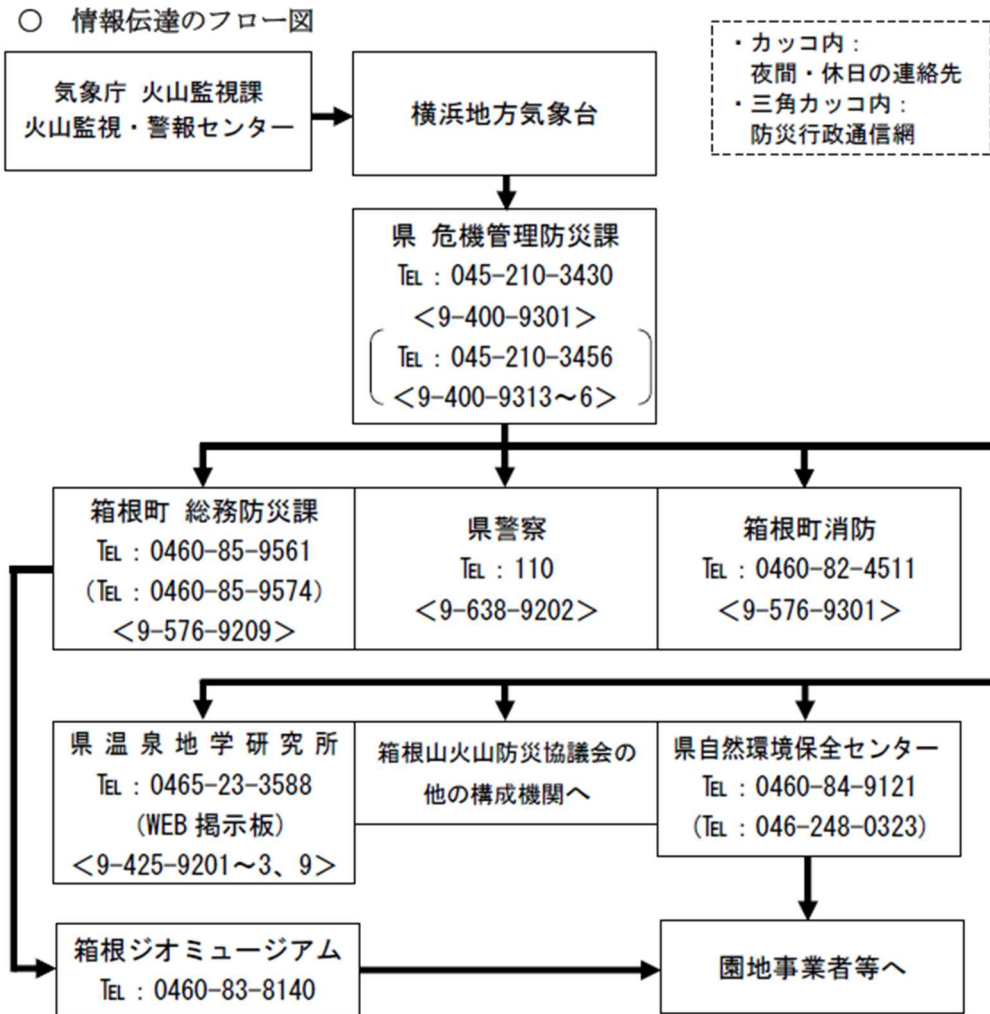 ○ 情報伝達のフロー図
・カッコ内：
夜間・休日の連絡先
・三角カッコ内：
防災行政通信網
気象庁 火山監視課
火山監視・警報センター
横浜地方気象台
県 危機管理防災課
℡：045-210-3430
＜9-400-9301＞
℡：045-210-3456
＜9-400-9313～6＞
箱根町 総務防災課
℡：0460-85-9561
(℡：0460-85-9574)
＜9-576-9209＞
県警察
℡：110
＜9-638-9202＞
箱根町消防
℡：0460-82-4511
＜9-576-9301＞
県温泉地学研究所
℡：0465-23-3588
(WEB 掲示板)
＜9-425-9201～3、9＞
箱根山火山防災協議会の
他の構成機関へ
県自然環境保全センター
℡：0460-84-9121
(℡：046-248-0323)
箱根ジオミュージアム
℡：0460-83-8140
園地事業者等へ